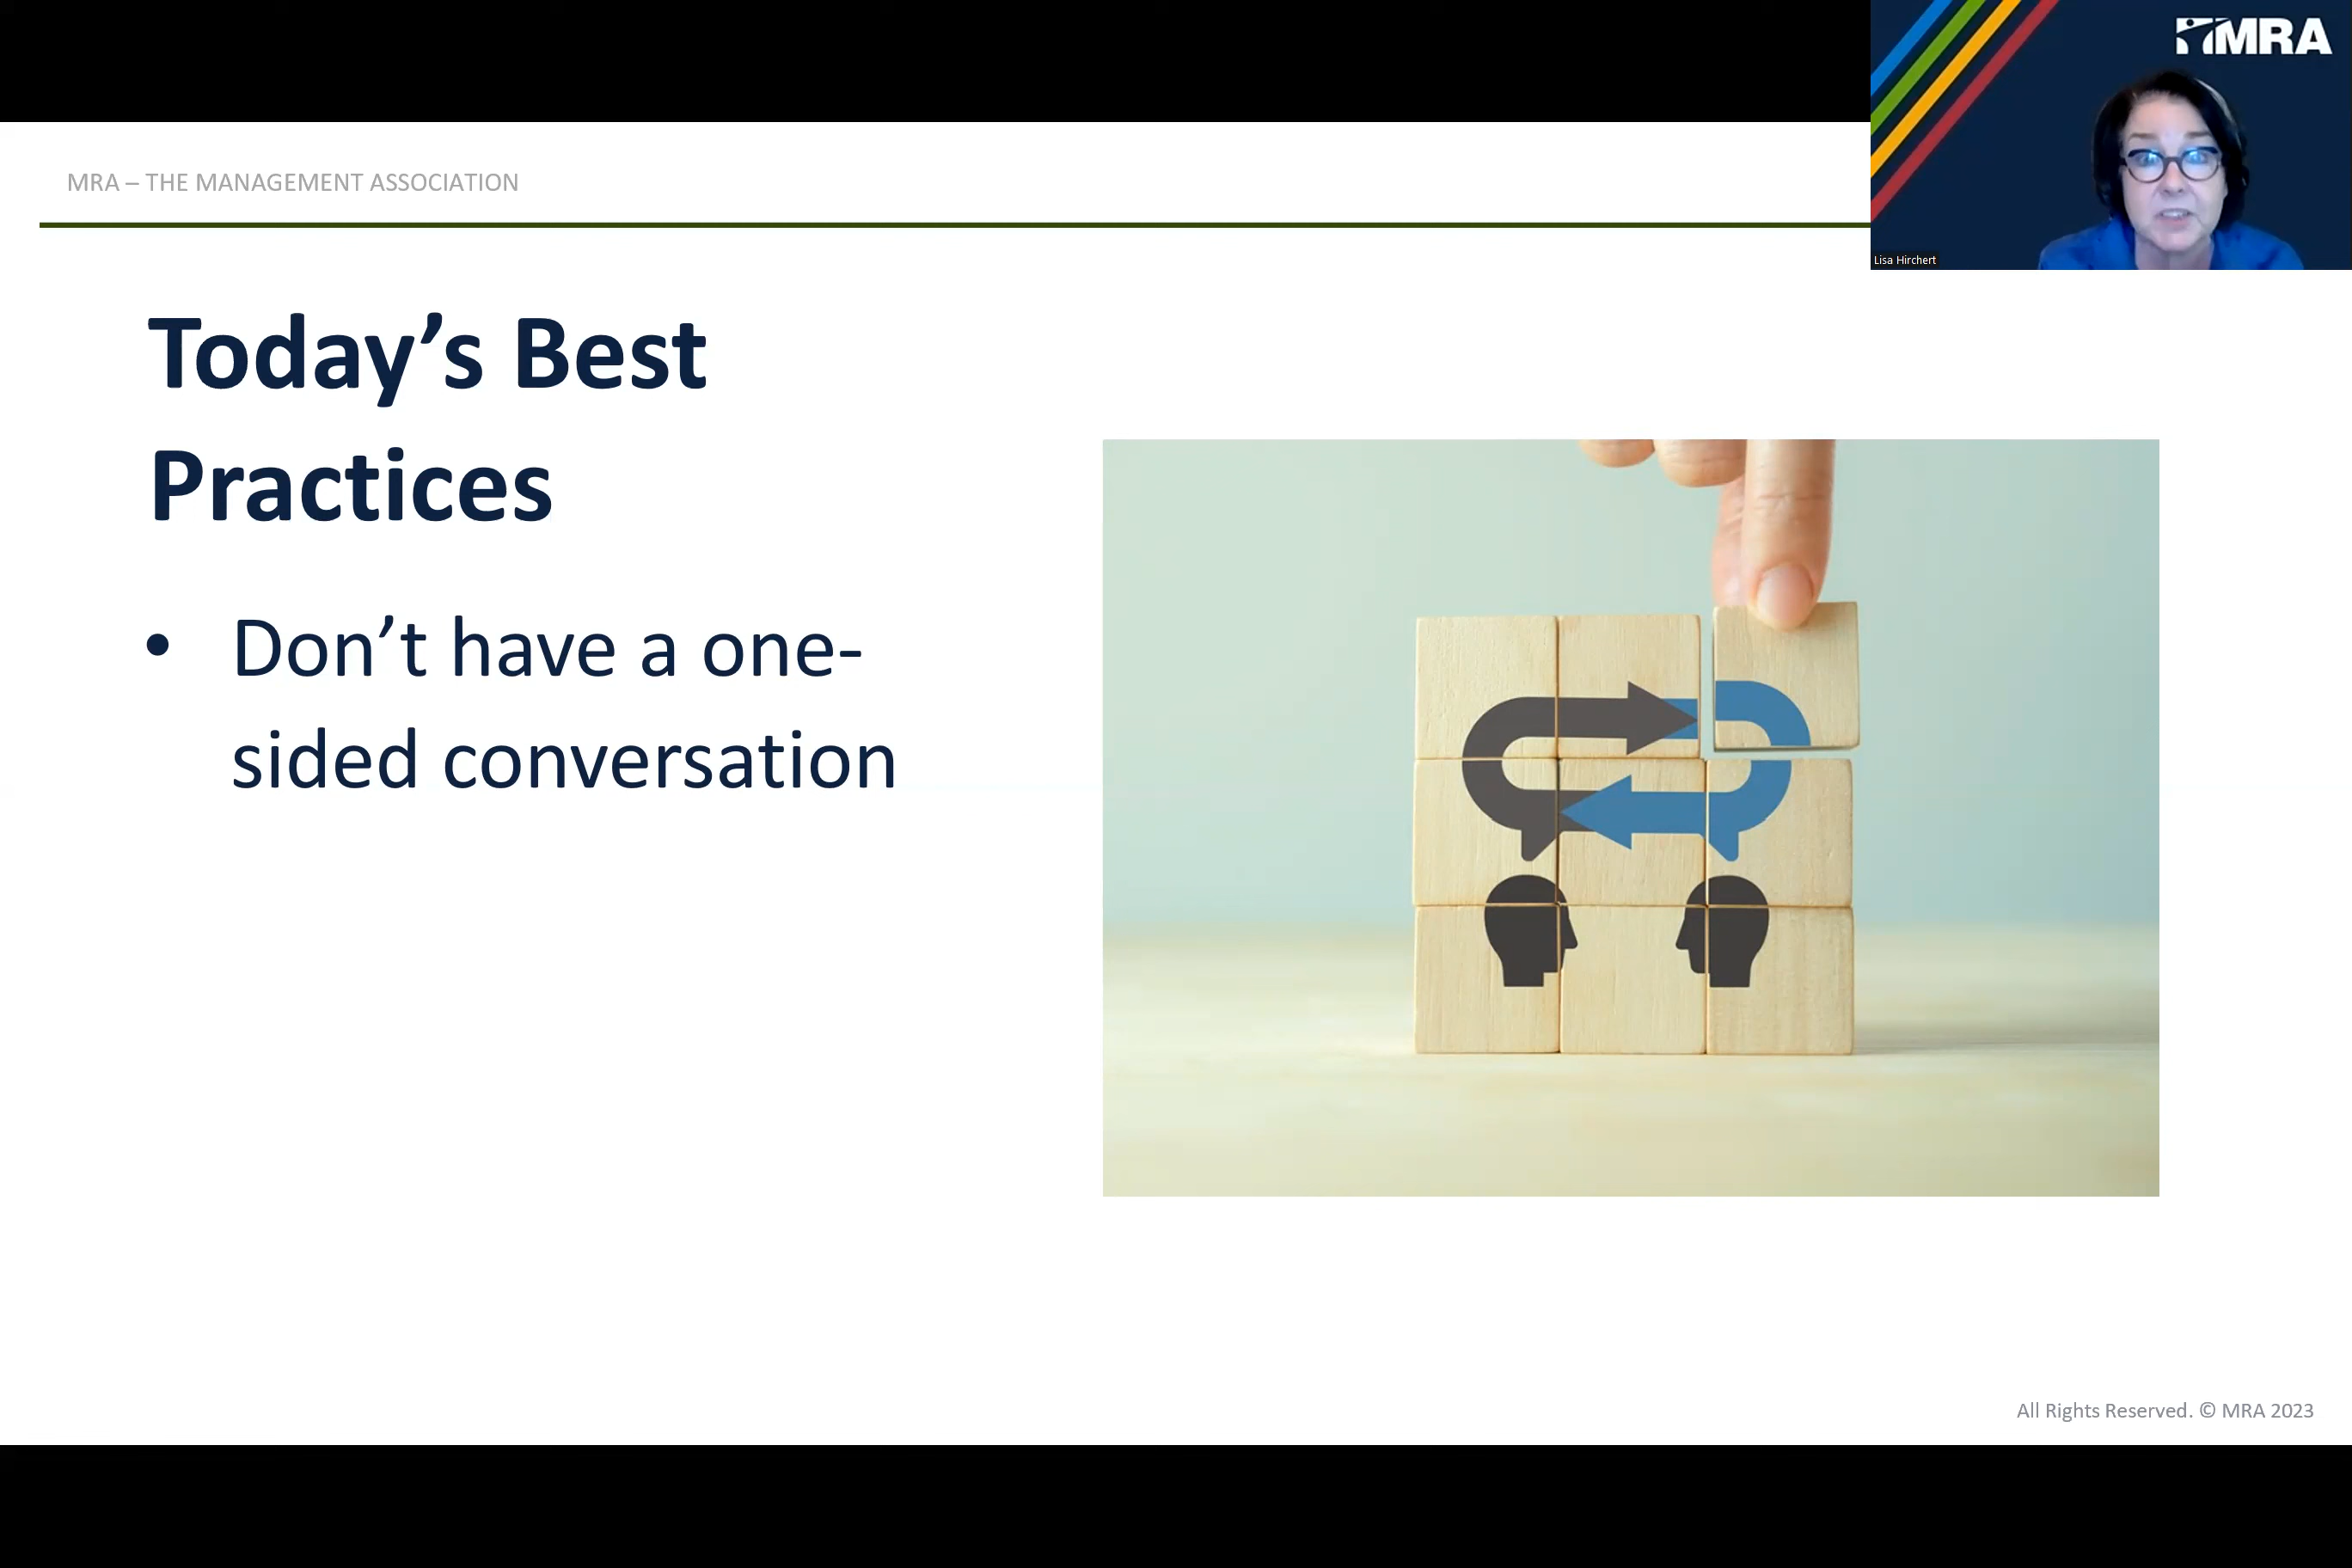 MRA
Lisa Hirchert
MRA – THE MANAGEMENT ASSOCIATION
Today’s Best
Practices
• Don’t have a one-
sided conversation
All Rights Reserved. © MRA 2023